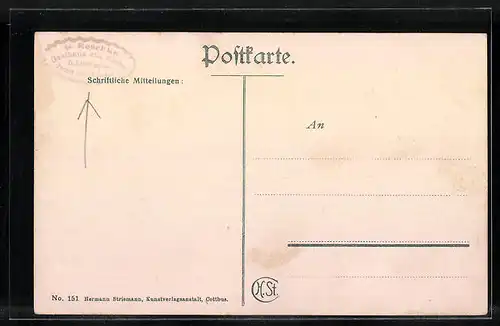 Postkarte.
Schriftliche Mitteilungen:
An
No. 151. Hermann Striemann, Kunstverlagsanstalt, Cottbus.
H.St.